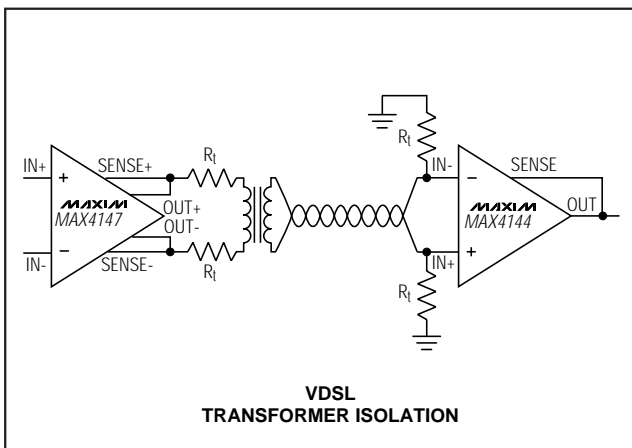 IN+
SENSE+
Rt
MAXIM
MAX4147
OUT+
OUT-
IN-
SENSE-
Rt
Rt
IN-
SENSE
MAXIM
MAX4144
OUT
IN+
Rt
VDSL
TRANSFORMER ISOLATION